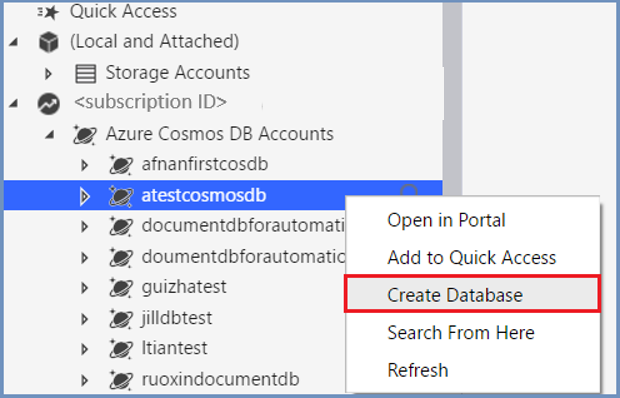 Quick Access
(Local and Attached)
Storage Accounts
<subscription ID>
Azure Cosmos DB Accounts
afnanfirstcosdb
atestcosmosdb
documentdbforautomati
doumentdbforautomatio
guizhatest
jilldbtest
ltiantest
ruoxindocumentdb
Open in Portal
Add to Quick Access
Create Database
Search From Here
Refresh